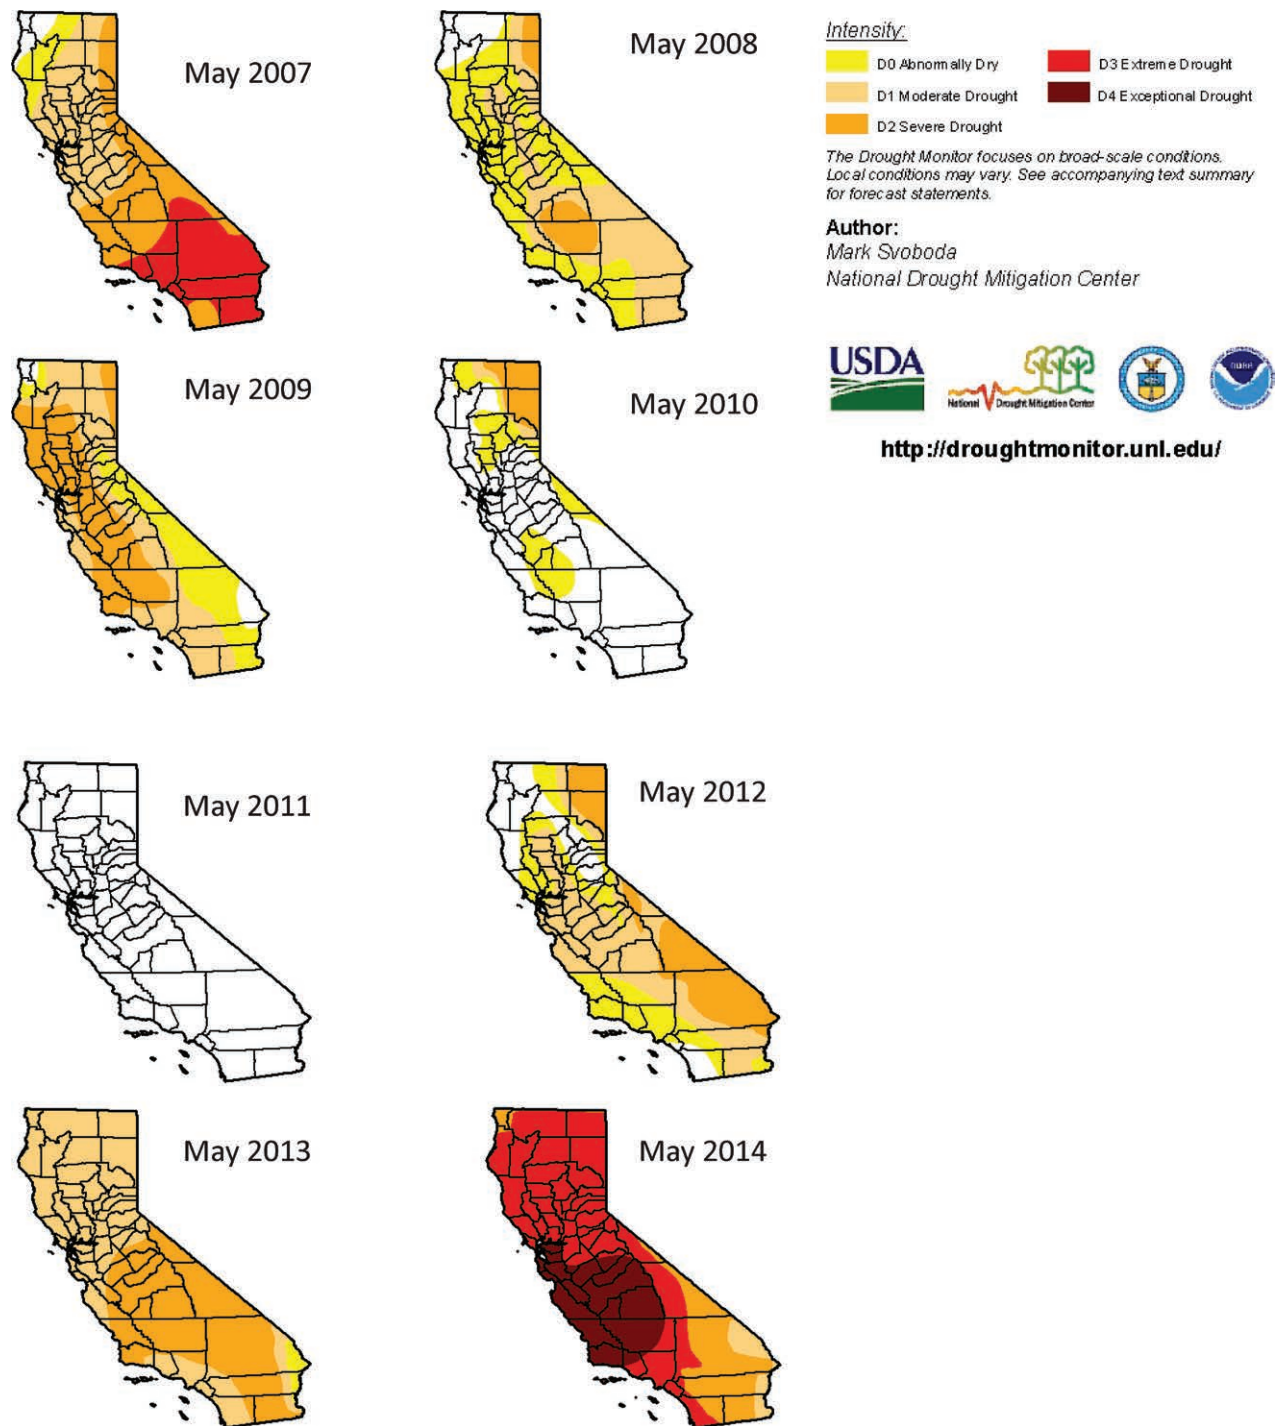 May 2007
May 2008
Intensity:
D0 Abnormally Dry
D3 Extreme Drought
D1 Moderate Drought
D4 Exceptional Drought
D2 Severe Drought
The Drought Monitor focuses on broad-scale conditions.
Local conditions may vary. See accompanying text summary
for forecast statements.
Author:
Mark Svoboda
National Drought Mitigation Center
USDA
National Drought Mitigation Center
http://droughtmonitor.unl.edu/
May 2009
May 2010
May 2011
May 2012
May 2013
May 2014